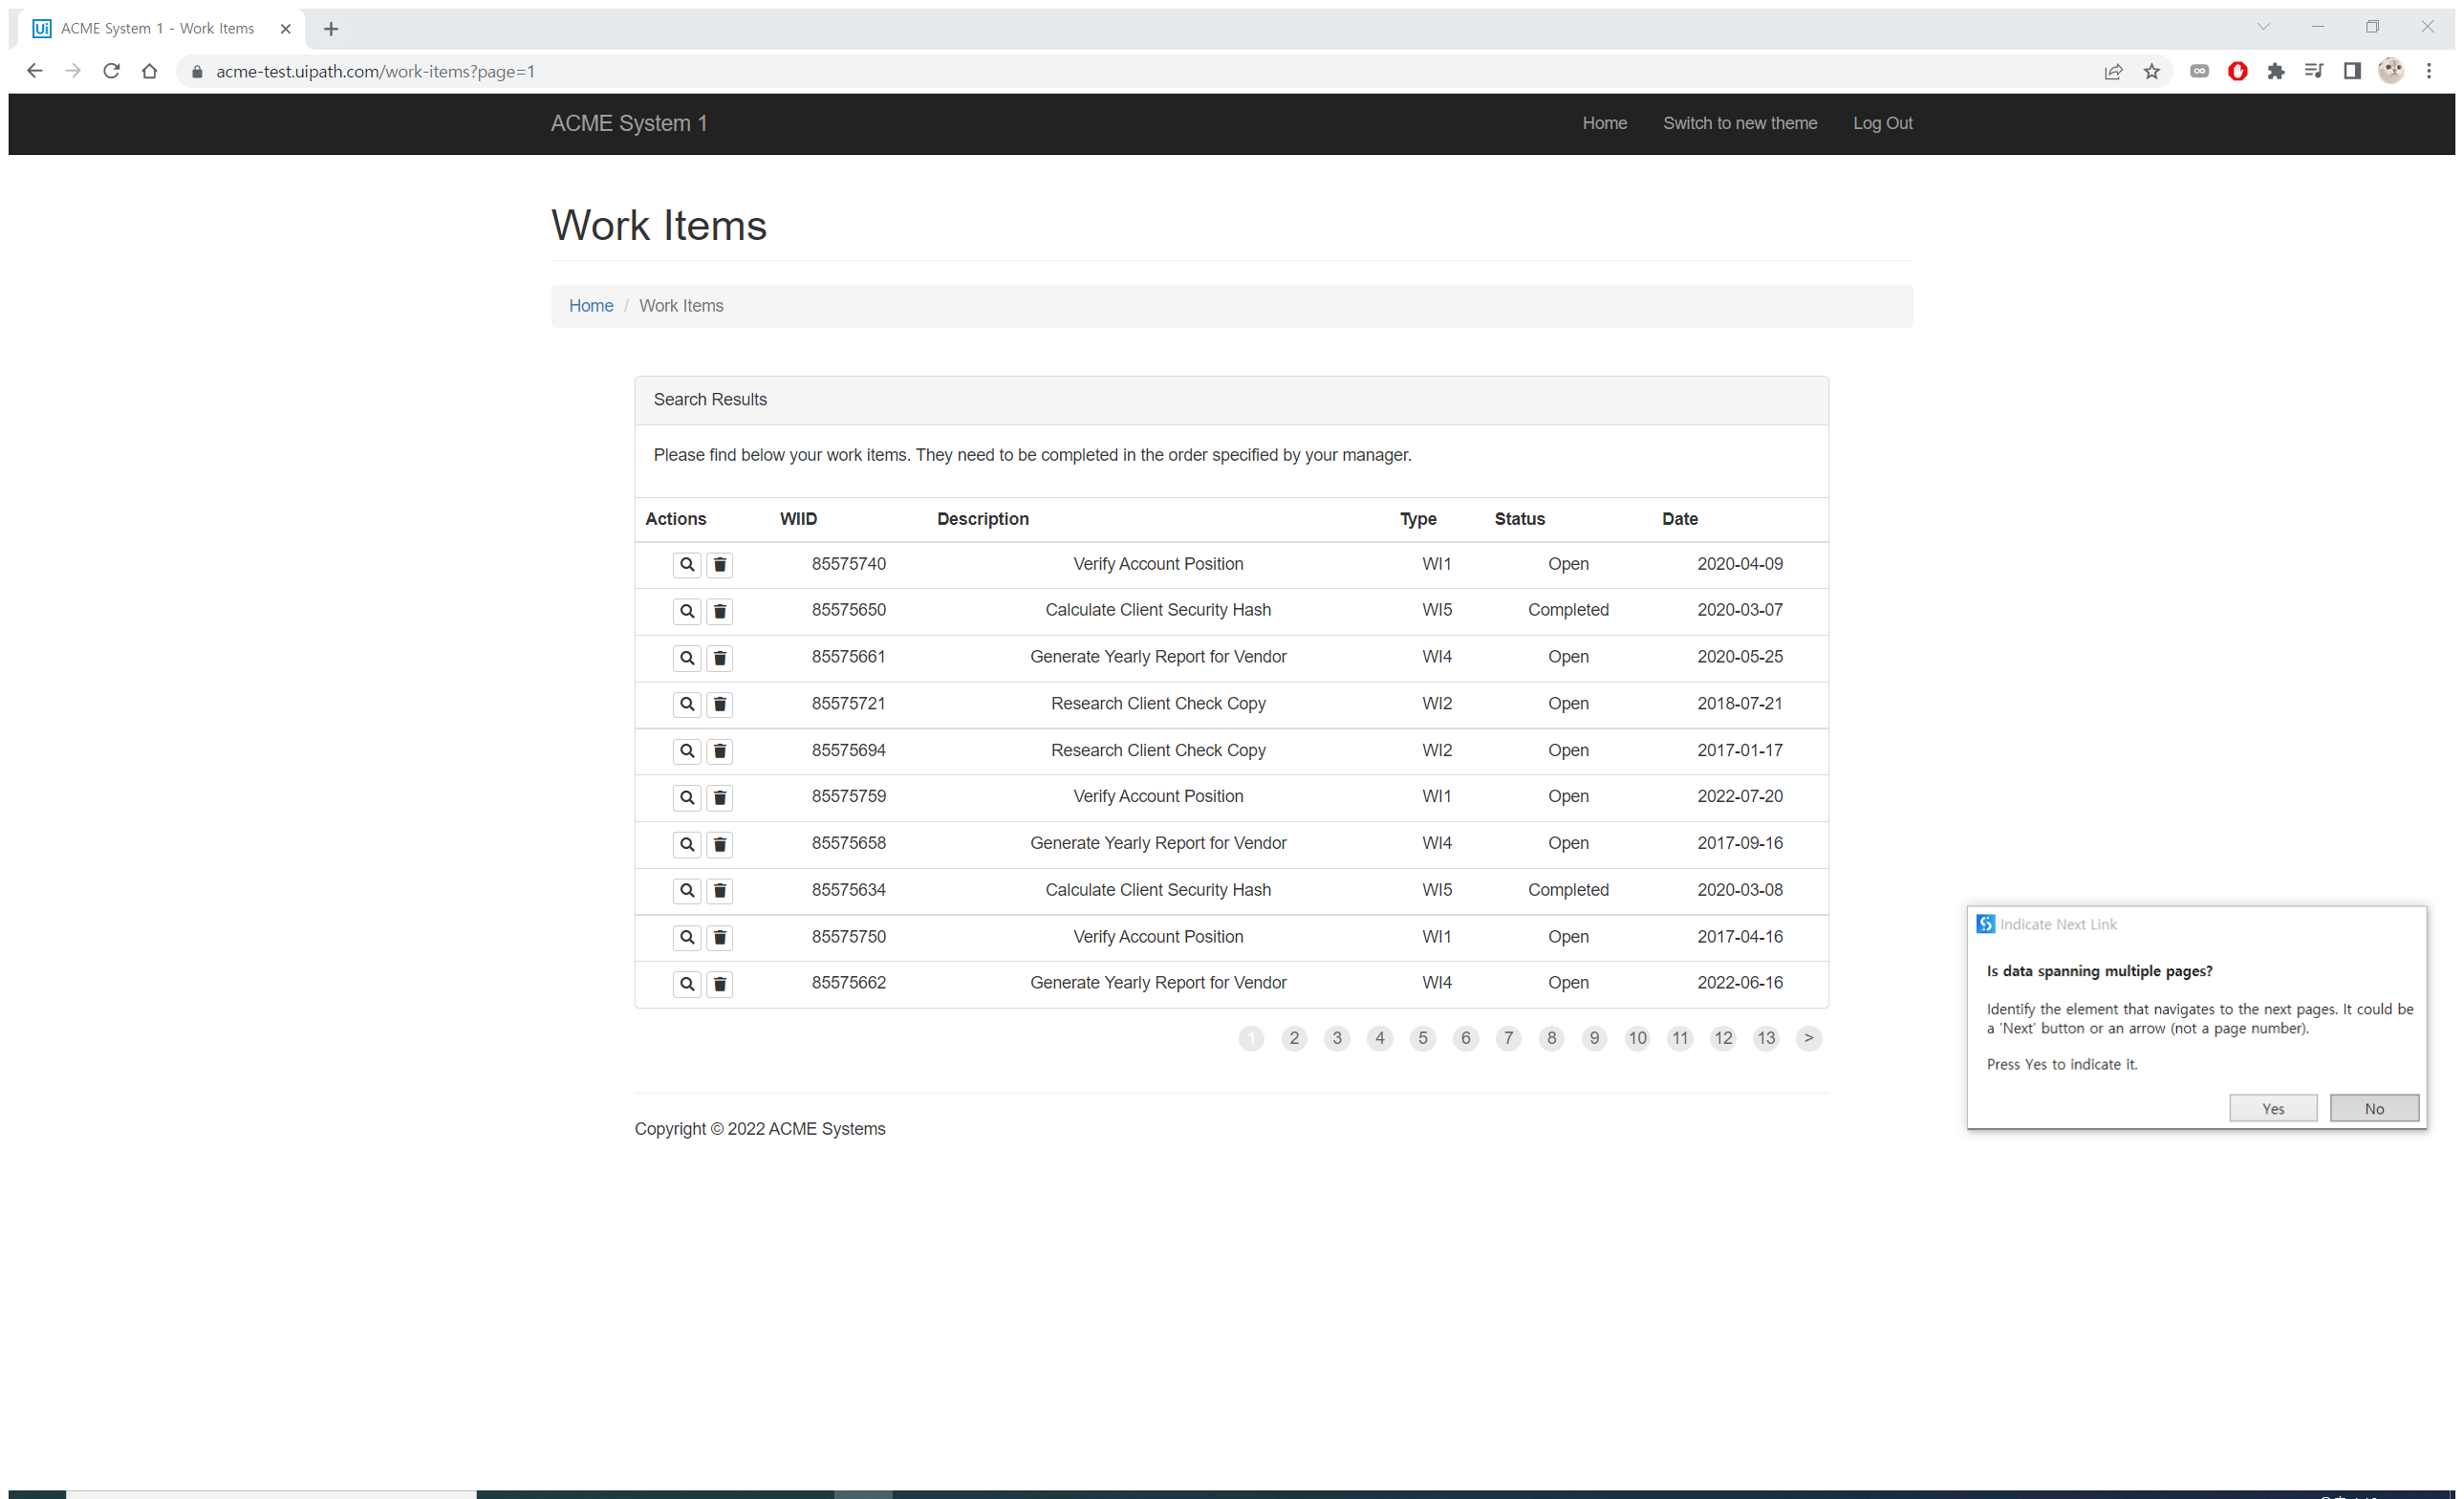 Ui ACME System 1 - Work Items
acme-test.uipath.com/work-items?page=1
ACME System 1 Home Switch to new theme Log Out
Work Items
Home / Work Items
Search Results
Please find below your work items. They need to be completed in the order specified by your manager.
Actions WIID Description Type Status Date
85575740 Verify Account Position WI1 Open 2020-04-09
85575650 Calculate Client Security Hash WI5 Completed 2020-03-07
85575661 Generate Yearly Report for Vendor WI4 Open 2020-05-25
85575721 Research Client Check Copy WI2 Open 2018-07-21
85575694 Research Client Check Copy WI2 Open 2017-01-17
85575759 Verify Account Position WI1 Open 2022-07-20
85575658 Generate Yearly Report for Vendor WI4 Open 2017-09-16
85575634 Calculate Client Security Hash WI5 Completed 2020-03-08
85575750 Verify Account Position WI1 Open 2017-04-16
85575662 Generate Yearly Report for Vendor WI4 Open 2022-06-16
1 2 3 4 5 6 7 8 9 10 11 12 13 >
Copyright © 2022 ACME Systems
Indicate Next Link
Is data spanning multiple pages?
Identify the element that navigates to the next pages. It could be
a 'Next' button or an arrow (not a page number).
Press Yes to indicate it.
Yes No